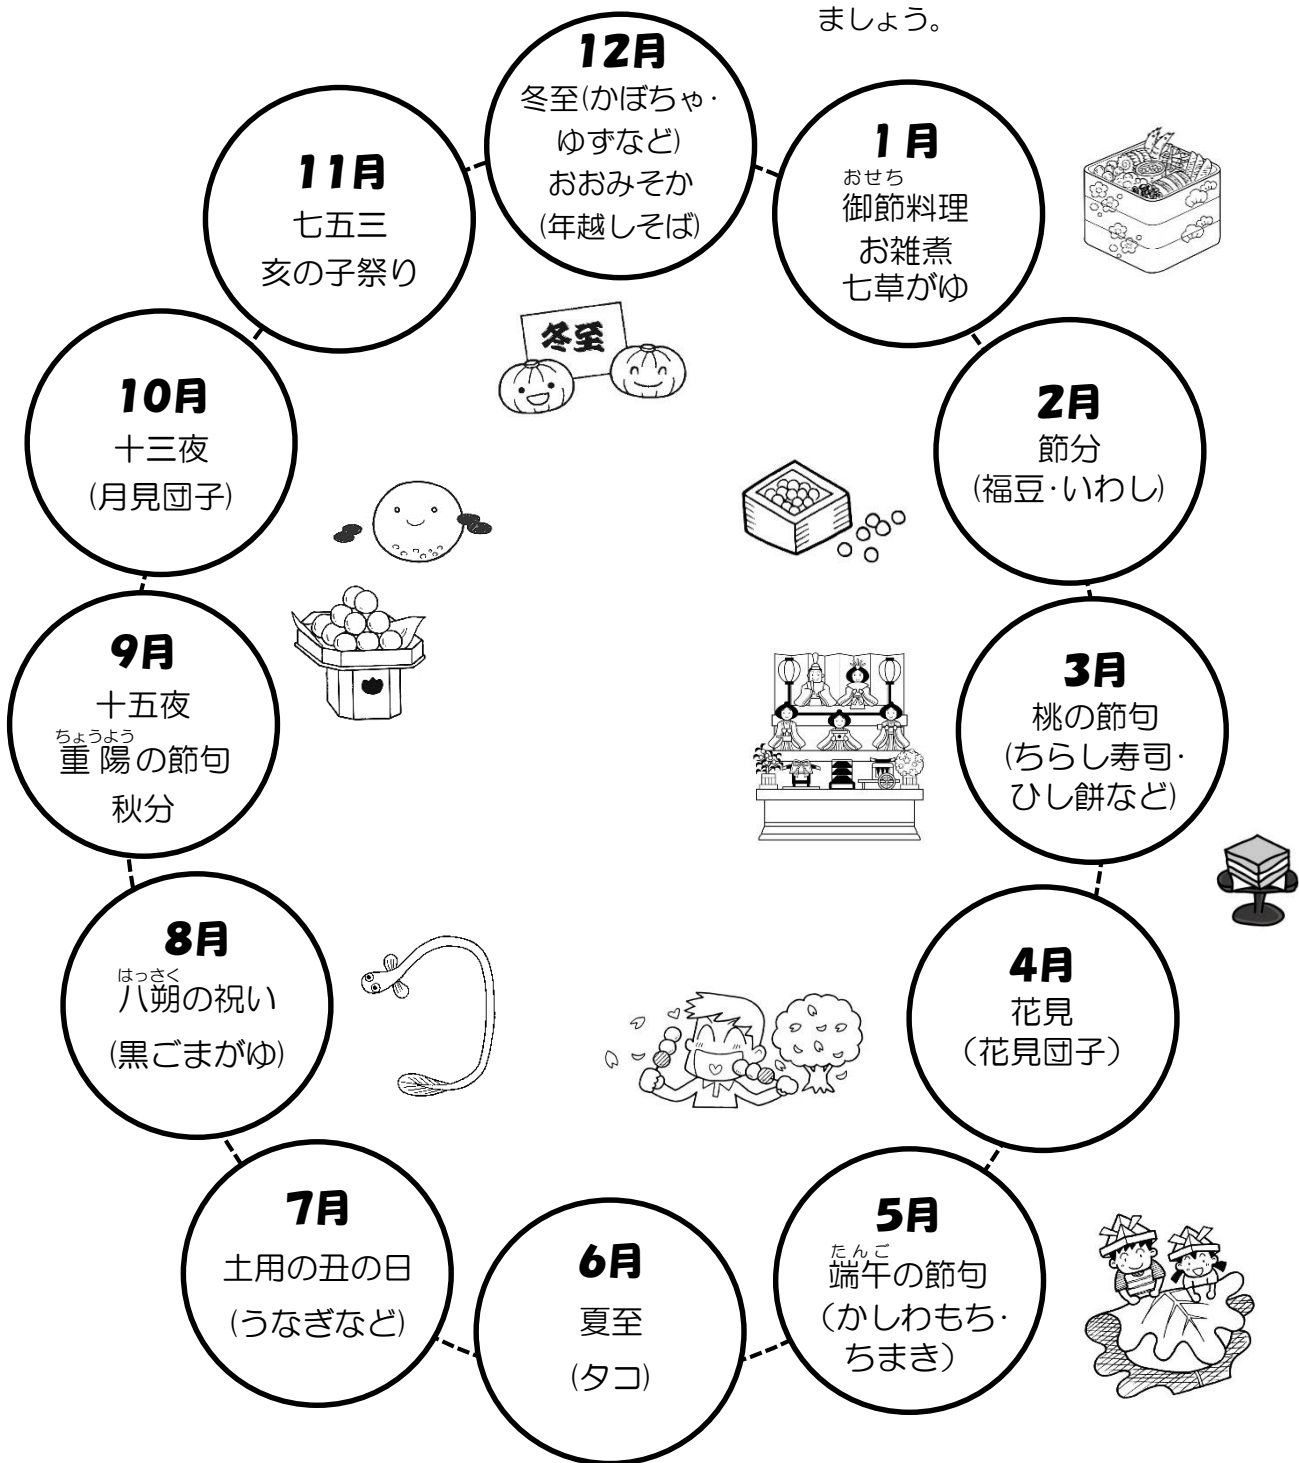 ましょう。
12月
冬至(かぼちゃ・
ゆずなど)
おおみそか
(年越しそば)
1月
おせち
御節料理
お雑煮
七草がゆ
2月
節分
(福豆・いわし)
3月
桃の節句
(ちらし寿司・
ひし餅など)
4月
花見
(花見団子)
5月
たんご
端午の節句
(かしわもち・
ちまき)
6月
夏至
(タコ)
7月
土用の丑の日
(うなぎなど)
8月
はっさく
八朔の祝い
(黒ごまがゆ)
9月
十五夜
ちょうよう
重陽の節句
秋分
10月
十三夜
(月見団子)
11月
七五三
亥の子祭り
冬至